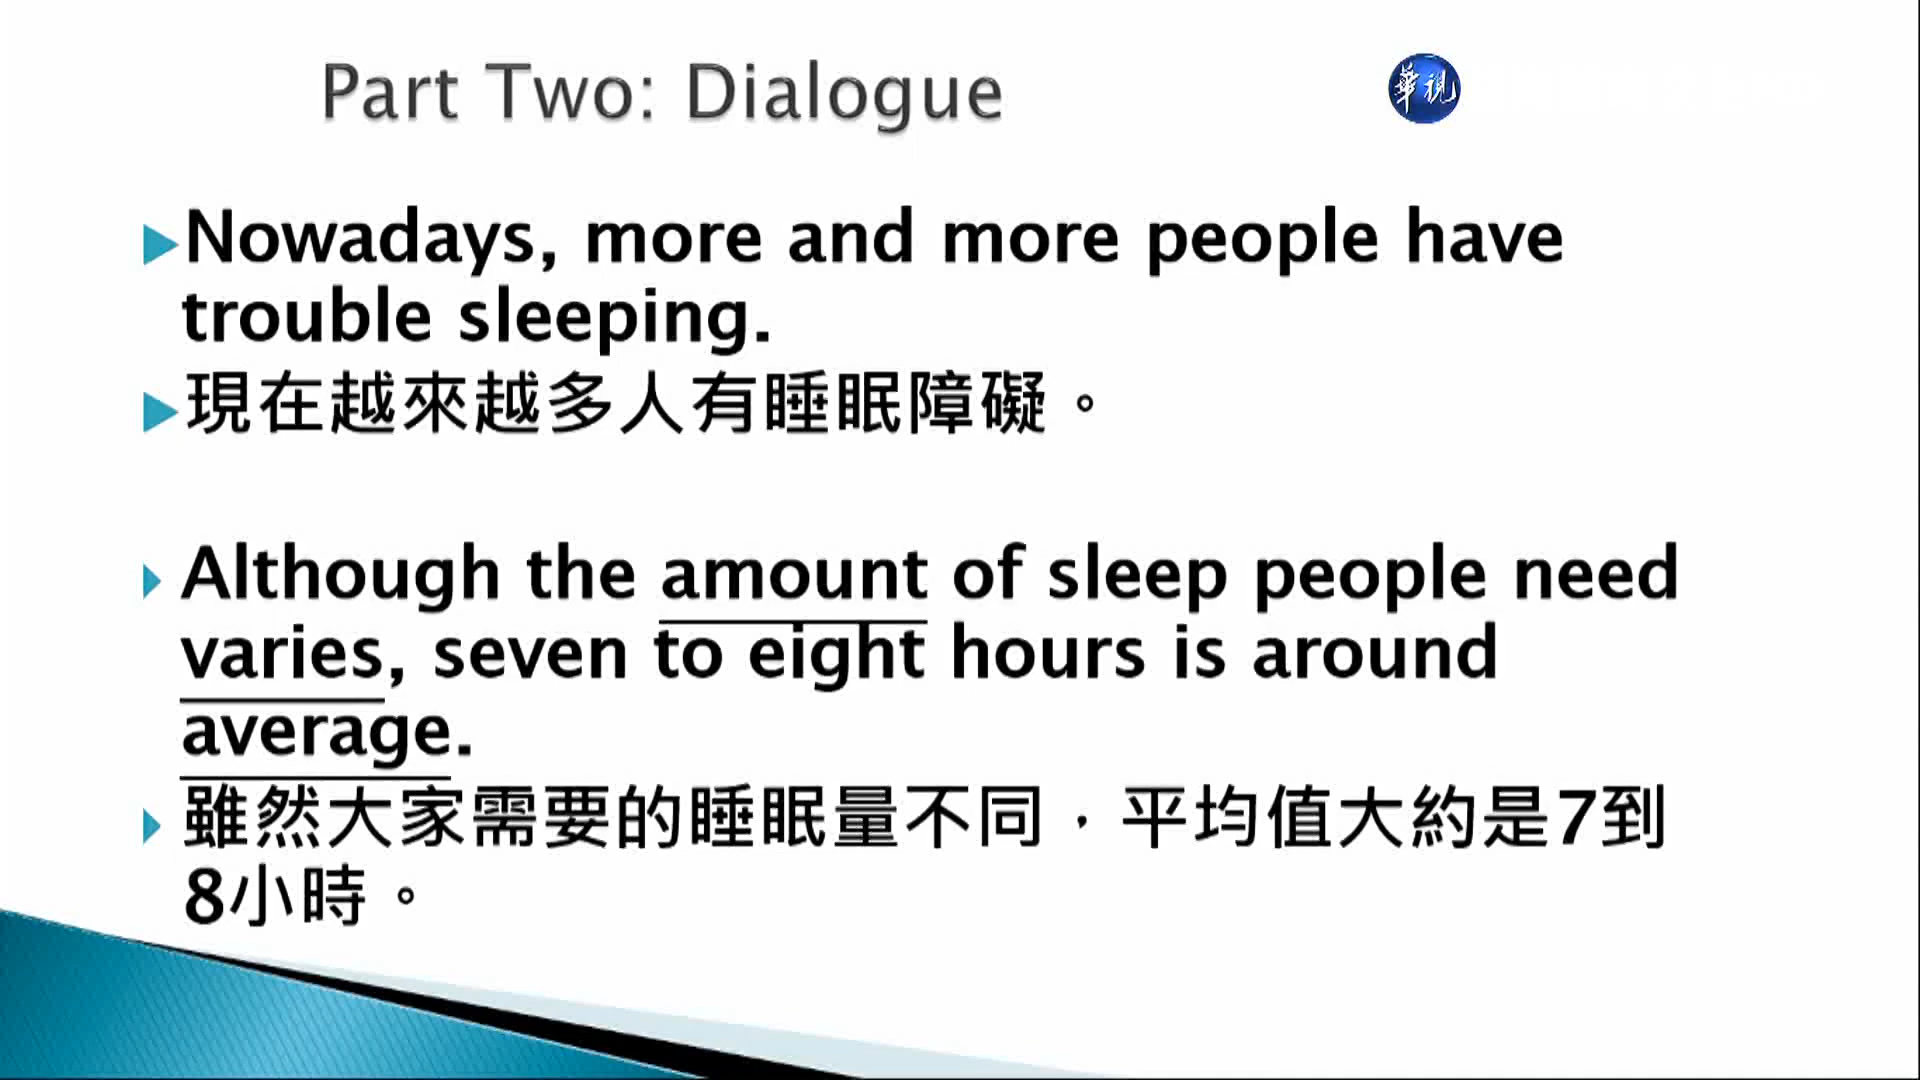 Part Two: Dialogue
華視
Nowadays, more and more people have
trouble sleeping.
現在越來越多人有睡眠障礙。
Although the amount of sleep people need
varies, seven to eight hours is around
average.
雖然大家需要的睡眠量不同，平均值大約是7到
8小時。